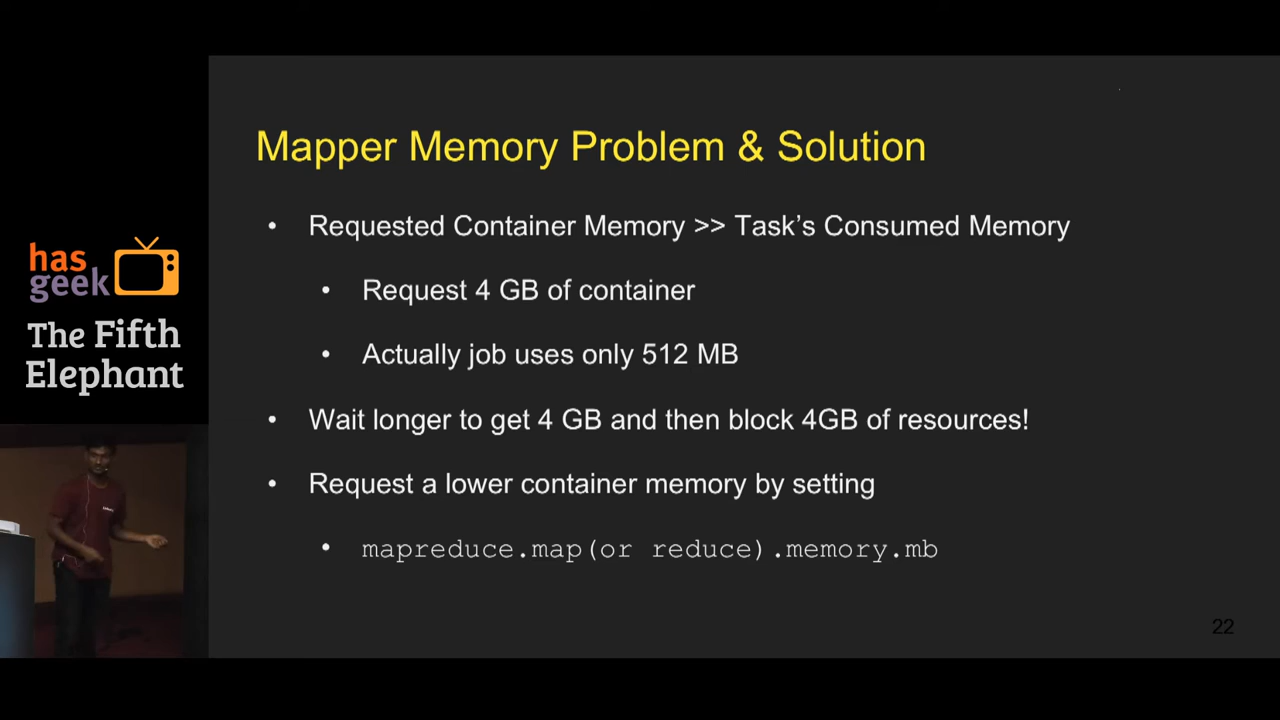 Mapper Memory Problem & Solution
• Requested Container Memory >> Task's Consumed Memory
• Request 4 GB of container
• Actually job uses only 512 MB
• Wait longer to get 4 GB and then block 4GB of resources!
• Request a lower container memory by setting
• mapreduce.map(or reduce).memory.mb
22
has
geek
The Fifth
Elephant